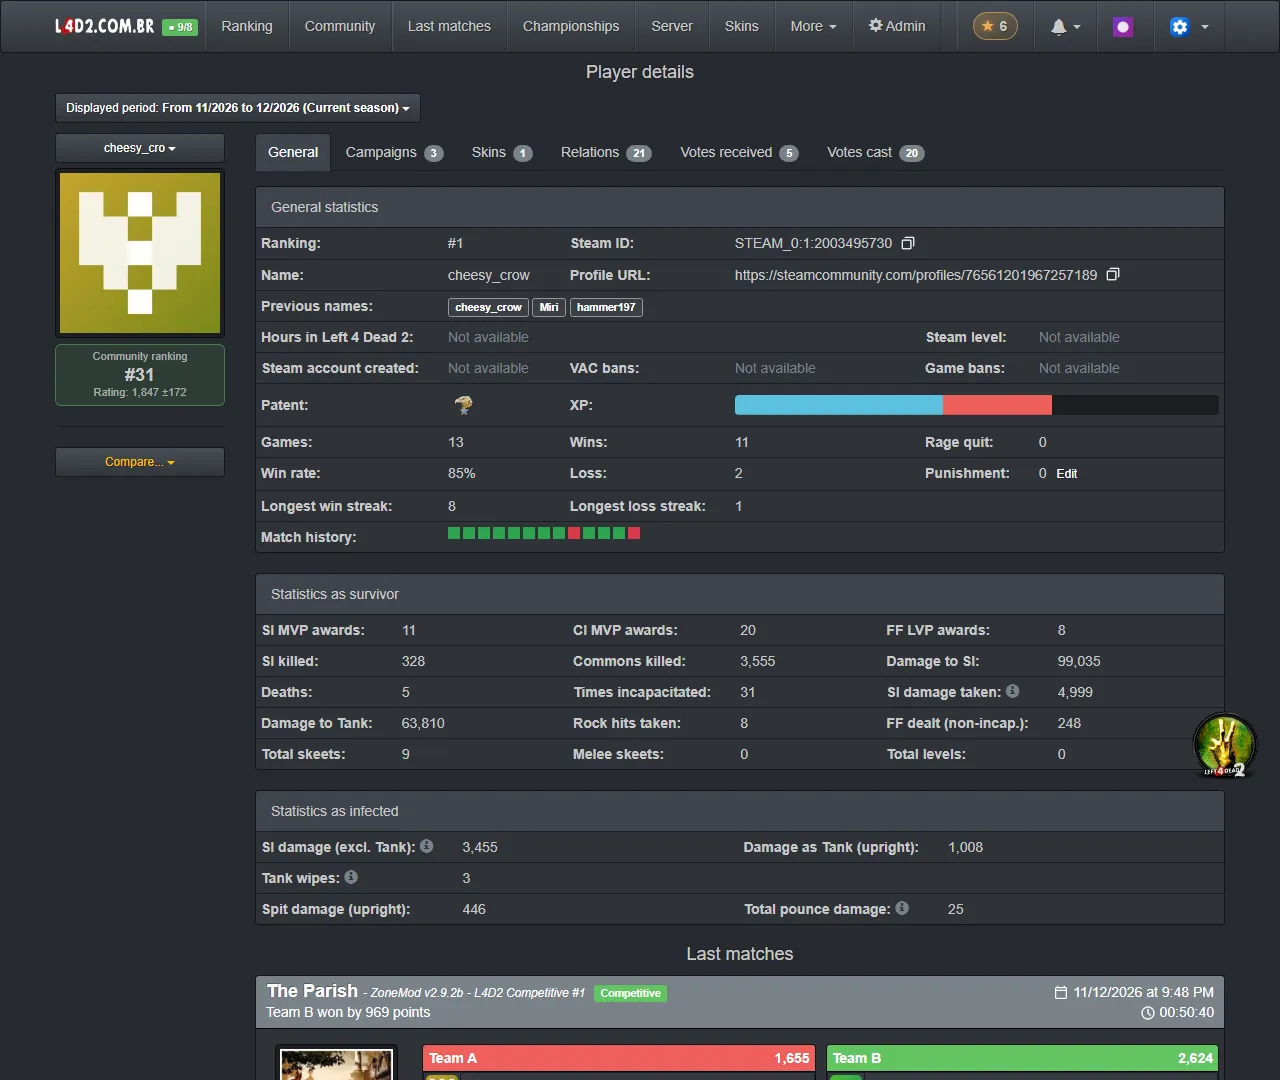 L4D2.COM.BR 9/8 Ranking Community Last matches Championships Server Skins More Admin 6
Player details
Displayed period: From 11/2026 to 12/2026 (Current season)
cheesy_cro
General Campaigns 3 Skins 1 Relations 21 Votes received 5 Votes cast 20
Community ranking
#31
Rating: 1,847 ±172
Compare...
General statistics
Ranking: #1 Steam ID: STEAM_0:1:2003495730
Name: cheesy_crow Profile URL: https://steamcommunity.com/profiles/76561201967257189
Previous names: cheesy_crow Miri hammer197
Hours in Left 4 Dead 2: Not available Steam level: Not available
Steam account created: Not available VAC bans: Not available Game bans: Not available
Patent: XP:
Games: 13 Wins: 11 Rage quit: 0
Win rate: 85% Loss: 2 Punishment: 0 Edit
Longest win streak: 8 Longest loss streak: 1
Match history:
Statistics as survivor
SI MVP awards: 11 CI MVP awards: 20 FF LVP awards: 8
SI killed: 328 Commons killed: 3,555 Damage to SI: 99,035
Deaths: 5 Times incapacitated: 31 SI damage taken: 4,999
Damage to Tank: 63,810 Rock hits taken: 8 FF dealt (non-incap.): 248
Total skeets: 9 Melee skeets: 0 Total levels: 0
LEFT 4 DEAD 2
Statistics as infected
SI damage (excl. Tank): 3,455 Damage as Tank (upright): 1,008
Tank wipes: 3
Spit damage (upright): 446 Total pounce damage: 25
Last matches
The Parish - ZoneMod v2.9.2b - L4D2 Competitive #1 Competitive 11/12/2026 at 9:48 PM
Team B won by 969 points 00:50:40
Team A 1,655 Team B 2,624